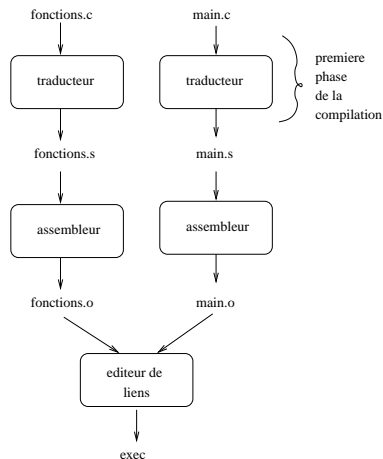 fonctions.c
main.c
traducteur
traducteur
premiere
phase
de la
compilation
fonctions.s
main.s
assembleur
assembleur
fonctions.o
main.o
editeur de
liens
exec